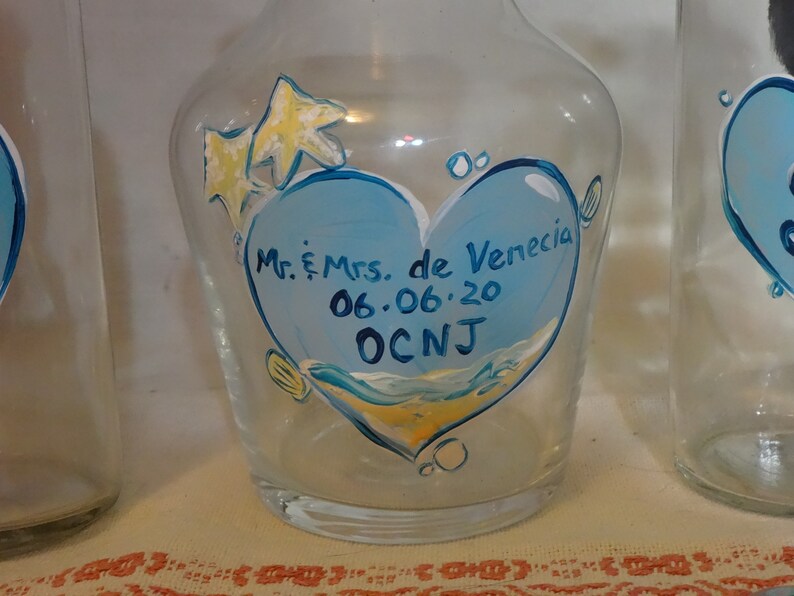 Mr. & Mrs. de Venecia
06.06.20
OCNJ